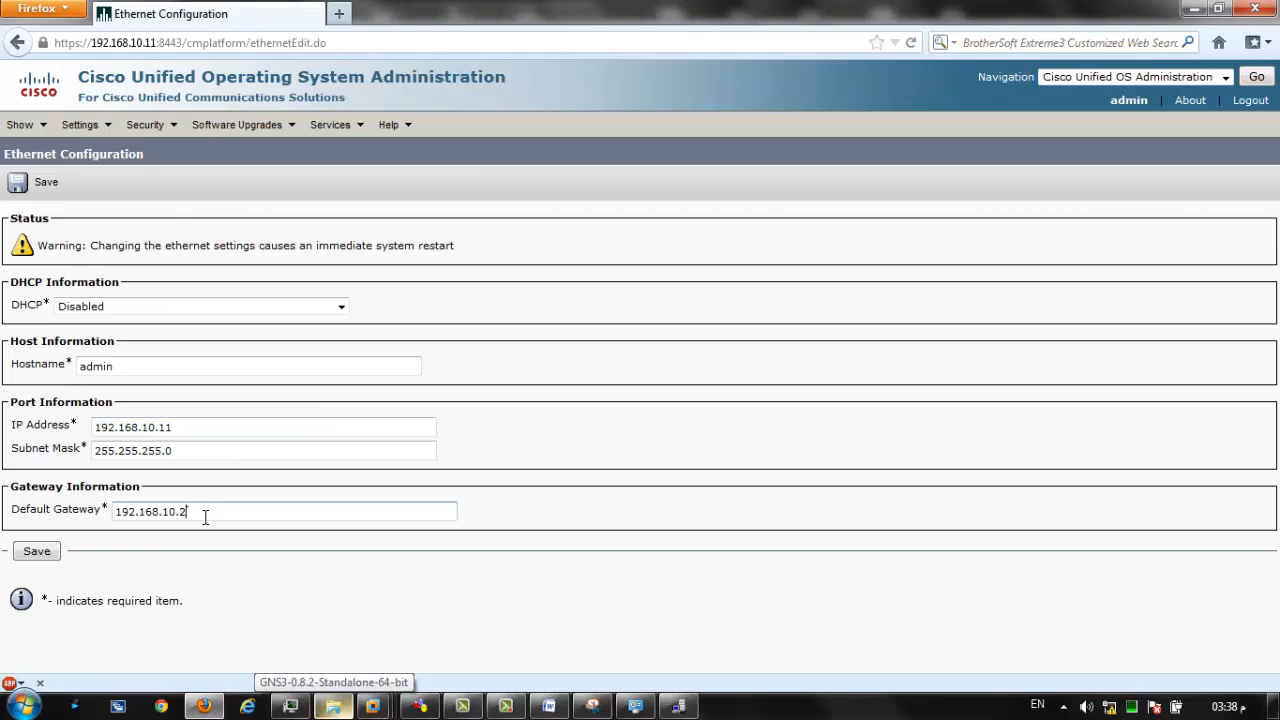 Firefox
Ethernet Configuration
https://192.168.10.11:8443/cmplatform/ethernetEdit.do
BrotherSoft Extreme3 Customized Web Searc
CISCO
Cisco Unified Operating System Administration
For Cisco Unified Communications Solutions
Navigation Cisco Unified OS Administration Go
admin | About | Logout
Show Settings Security Software Upgrades Services Help
Ethernet Configuration
Save
Status
Warning: Changing the ethernet settings causes an immediate system restart
DHCP Information
DHCP* Disabled
Host Information
Hostname* admin
Port Information
IP Address* 192.168.10.11
Subnet Mask* 255.255.255.0
Gateway Information
Default Gateway* 192.168.10.2
Save
*- indicates required item.
ABP
GNS3-0.8.2-Standalone-64-bit
EN
03:38 م